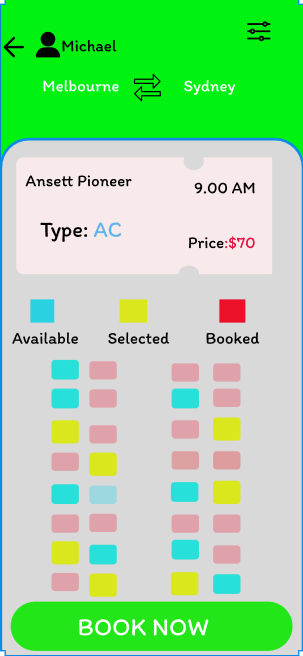 Michael
Melbourne
Sydney
Ansett Pioneer
9.00 AM
Type: AC
Price:$70
Available
Selected
Booked
BOOK NOW